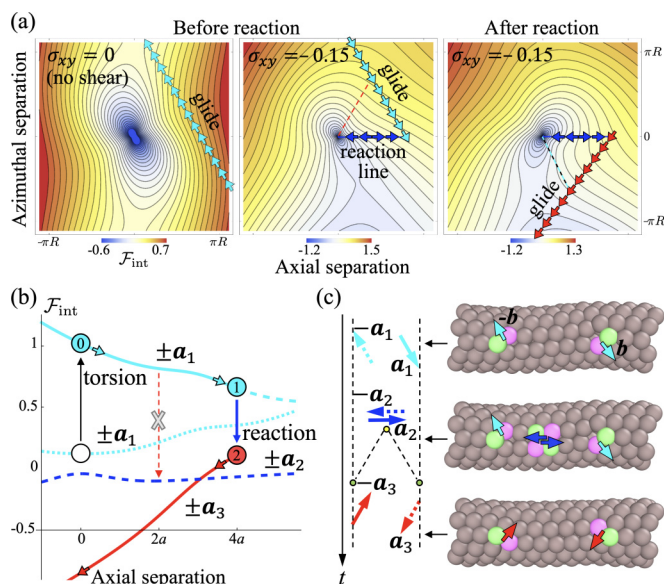 (a)
Before reaction
After reaction
σxy = 0
(no shear)
glide
σxy = −0.15
glide
reaction
line
σxy = −0.15
glide
πR
0
-πR
Azimuthal separation
-πR
πR
-0.6
0.7
ℱint
-1.2
1.5
-1.2
1.3
Axial separation
(b)
ℱint
1
0.5
0
-0.5
0
±a1
1
torsion
X
reaction
±a1
2
±a2
±a3
0
2a
4a
Axial separation
(c)
−a1
a1
−a2
a2
−a3
a3
t
-b
b